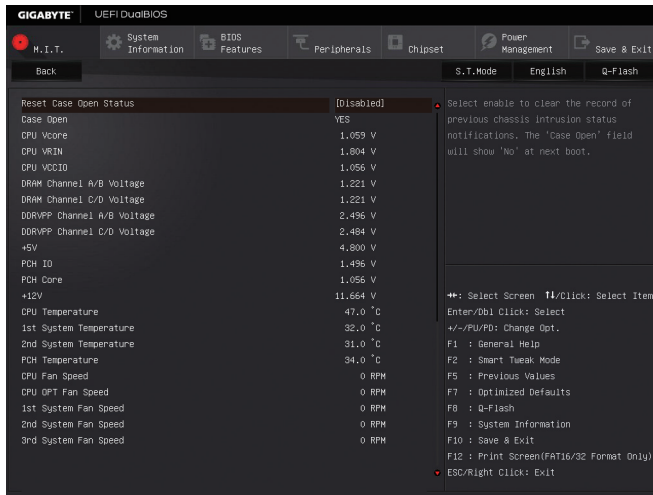 GIGABYTE™ UEFI DualBIOS
M.I.T.
System Information
BIOS Features
Peripherals
Chipset
Power Management
Save & Exit
Back
S.T.Mode English Q-Flash
Reset Case Open Status [Disabled]
Case Open YES
CPU Vcore 1.059 V
CPU VRIN 1.804 V
CPU VCCIO 1.056 V
DRAM Channel A/B Voltage 1.221 V
DRAM Channel C/D Voltage 1.221 V
DDRVPP Channel A/B Voltage 2.496 V
DDRVPP Channel C/D Voltage 2.484 V
+5V 4.800 V
PCH IO 1.496 V
PCH Core 1.056 V
+12V 11.664 V
CPU Temperature 47.0 °C
1st System Temperature 32.0 °C
2nd System Temperature 31.0 °C
PCH Temperature 34.0 °C
CPU Fan Speed 0 RPM
CPU OPT Fan Speed 0 RPM
1st System Fan Speed 0 RPM
2nd System Fan Speed 0 RPM
3rd System Fan Speed 0 RPM
Select enable to clear the record of
previous chassis intrusion status
notifications. The 'Case Open' field
will show 'No' at next boot.
→←: Select Screen ↑↓/Click: Select Item
Enter/Dbl Click: Select
+/-/PU/PD: Change Opt.
F1 : General Help
F2 : Smart Tweak Mode
F5 : Previous Values
F7 : Optimized Defaults
F8 : Q-Flash
F9 : System Information
F10 : Save & Exit
F12 : Print Screen(FAT16/32 Format Only)
ESC/Right Click: Exit